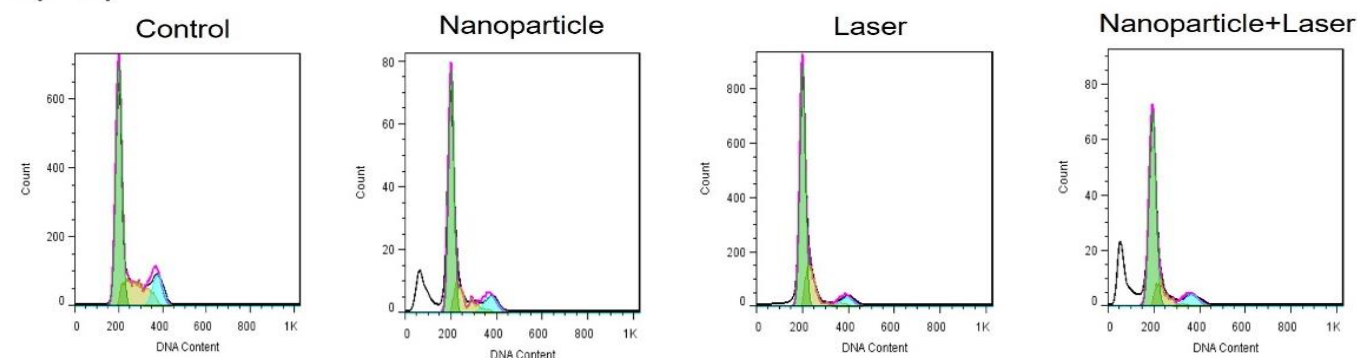 Control
600
400
200
0
Count
0 200 400 600 800 1K
DNA Content
Nanoparticle
80
60
40
20
0
Count
0 200 400 600 800 1K
DNA Content
Laser
800
600
400
200
0
Count
0 200 400 600 800 1K
DNA Content
Nanoparticle+Laser
80
60
40
20
0
Count
0 200 400 600 800 1K
DNA Content